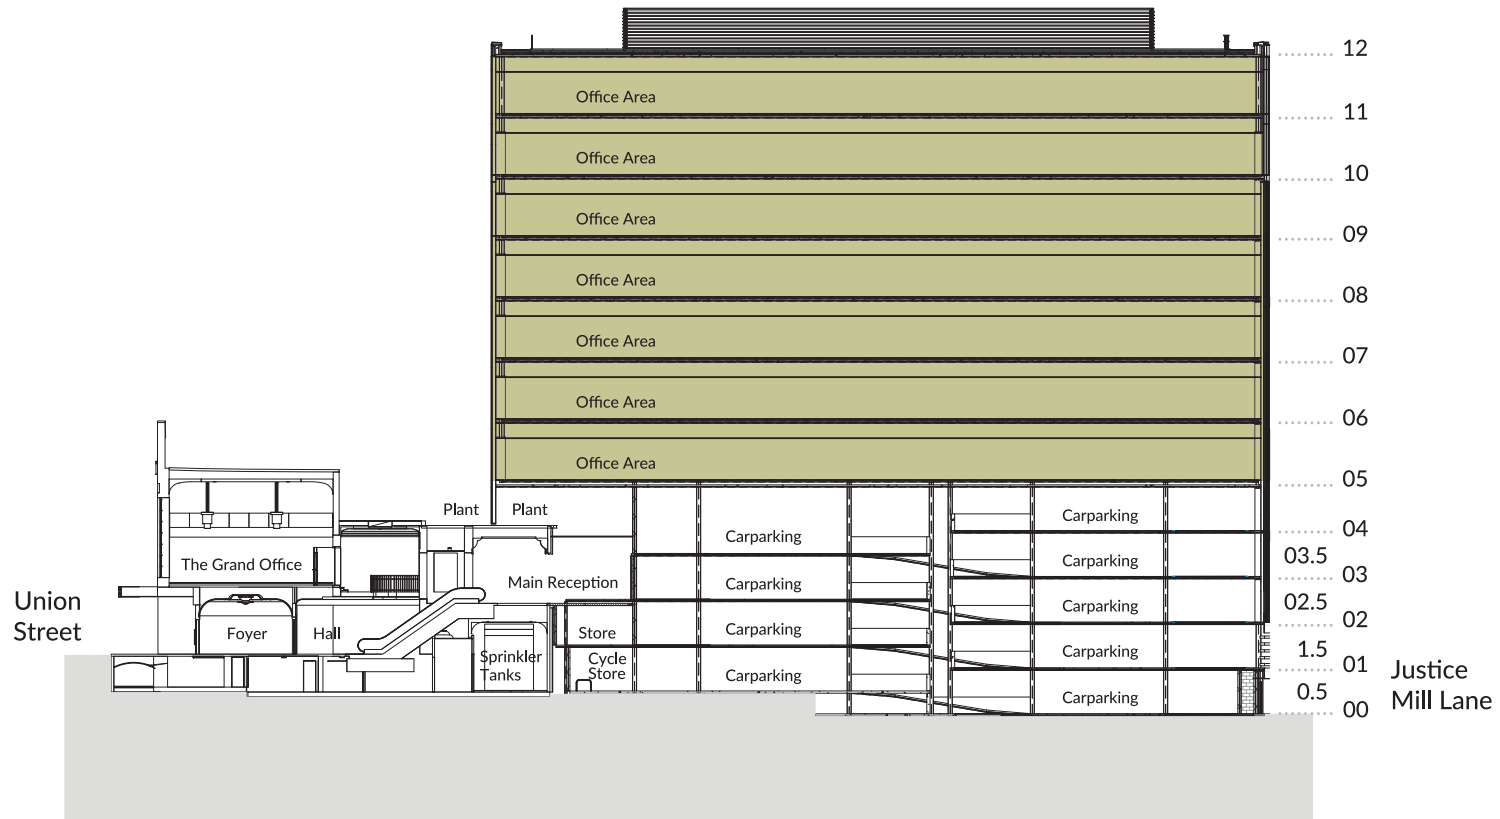 12
Office Area
11
Office Area
10
Office Area
09
Office Area
08
Office Area
07
Office Area
06
Office Area
05
Plant Plant
Carparking
Carparking
04
03.5
The Grand Office
Carparking
03
Main Reception
Carparking
02.5
Carparking
02
Union
Street
Foyer
Hall
Store
Carparking
1.5
Carparking
01
Sprinkler
Tanks
Cycle
Store
Carparking
0.5
Carparking
00
Justice
Mill Lane